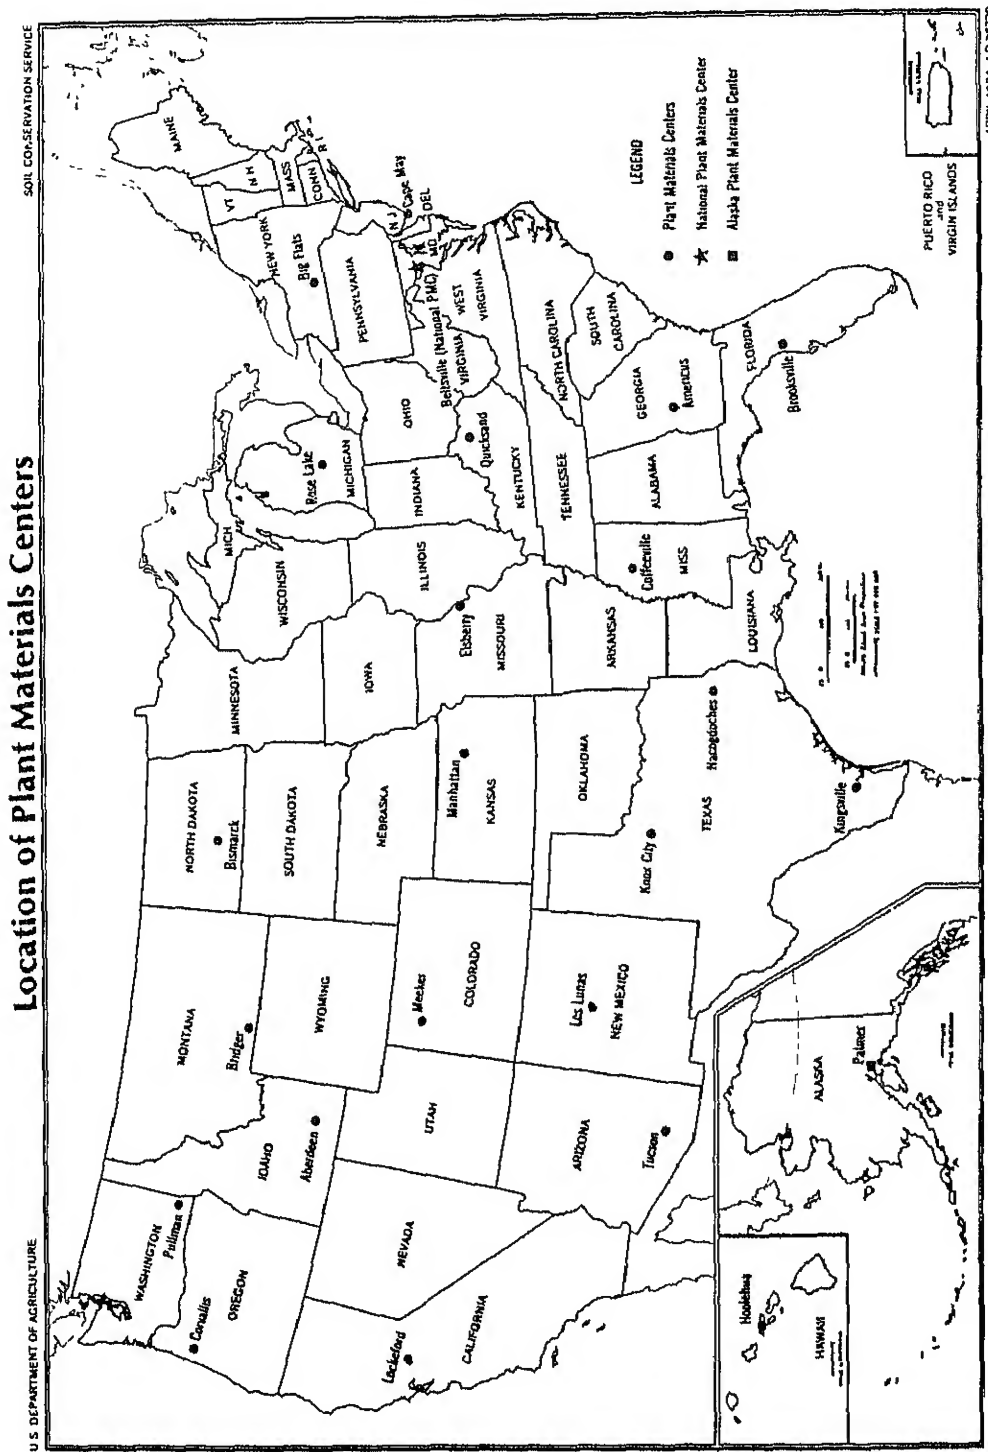 Location of Plant Materials Centers
U S DEPARTMENT OF AGRICULTURE
SOIL CONSERVATION SERVICE
WASHINGTON
Pullman
Corvallis
OREGON
IDAHO
Aberdeen
MONTANA
Bridger
WYOMING
NEVADA
UTAH
Lockeford
CALIFORNIA
ARIZONA
Tucson
Meeker
COLORADO
Los Lunas
NEW MEXICO
NORTH DAKOTA
Bismarck
SOUTH DAKOTA
NEBRASKA
Manhattan
KANSAS
OKLAHOMA
Knox City
TEXAS
Nacogdoches
Kingsville
MINNESOTA
IOWA
Elsberry
MISSOURI
ARKANSAS
LOUISIANA
WISCONSIN
ILLINOIS
MICH
Rose Lake
MICHIGAN
INDIANA
OHIO
Quicksand
KENTUCKY
TENNESSEE
Coffeeville
MISS
ALABAMA
GEORGIA
Americus
FLORIDA
Brooksville
SOUTH
CAROLINA
NORTH CAROLINA
VIRGINIA
WEST
VIRGINIA
Beltsville (National PMC)
MD
DEL
Cape May
N J
PENNSYLVANIA
NEW YORK
Big Flats
VT
N H
MAINE
MASS
CONN
R I
LEGEND
Plant Materials Centers
National Plant Materials Center
Alaska Plant Materials Center
PUERTO RICO
and
VIRGIN ISLANDS
ALASKA
Palmer
Hoolehua
HAWAII